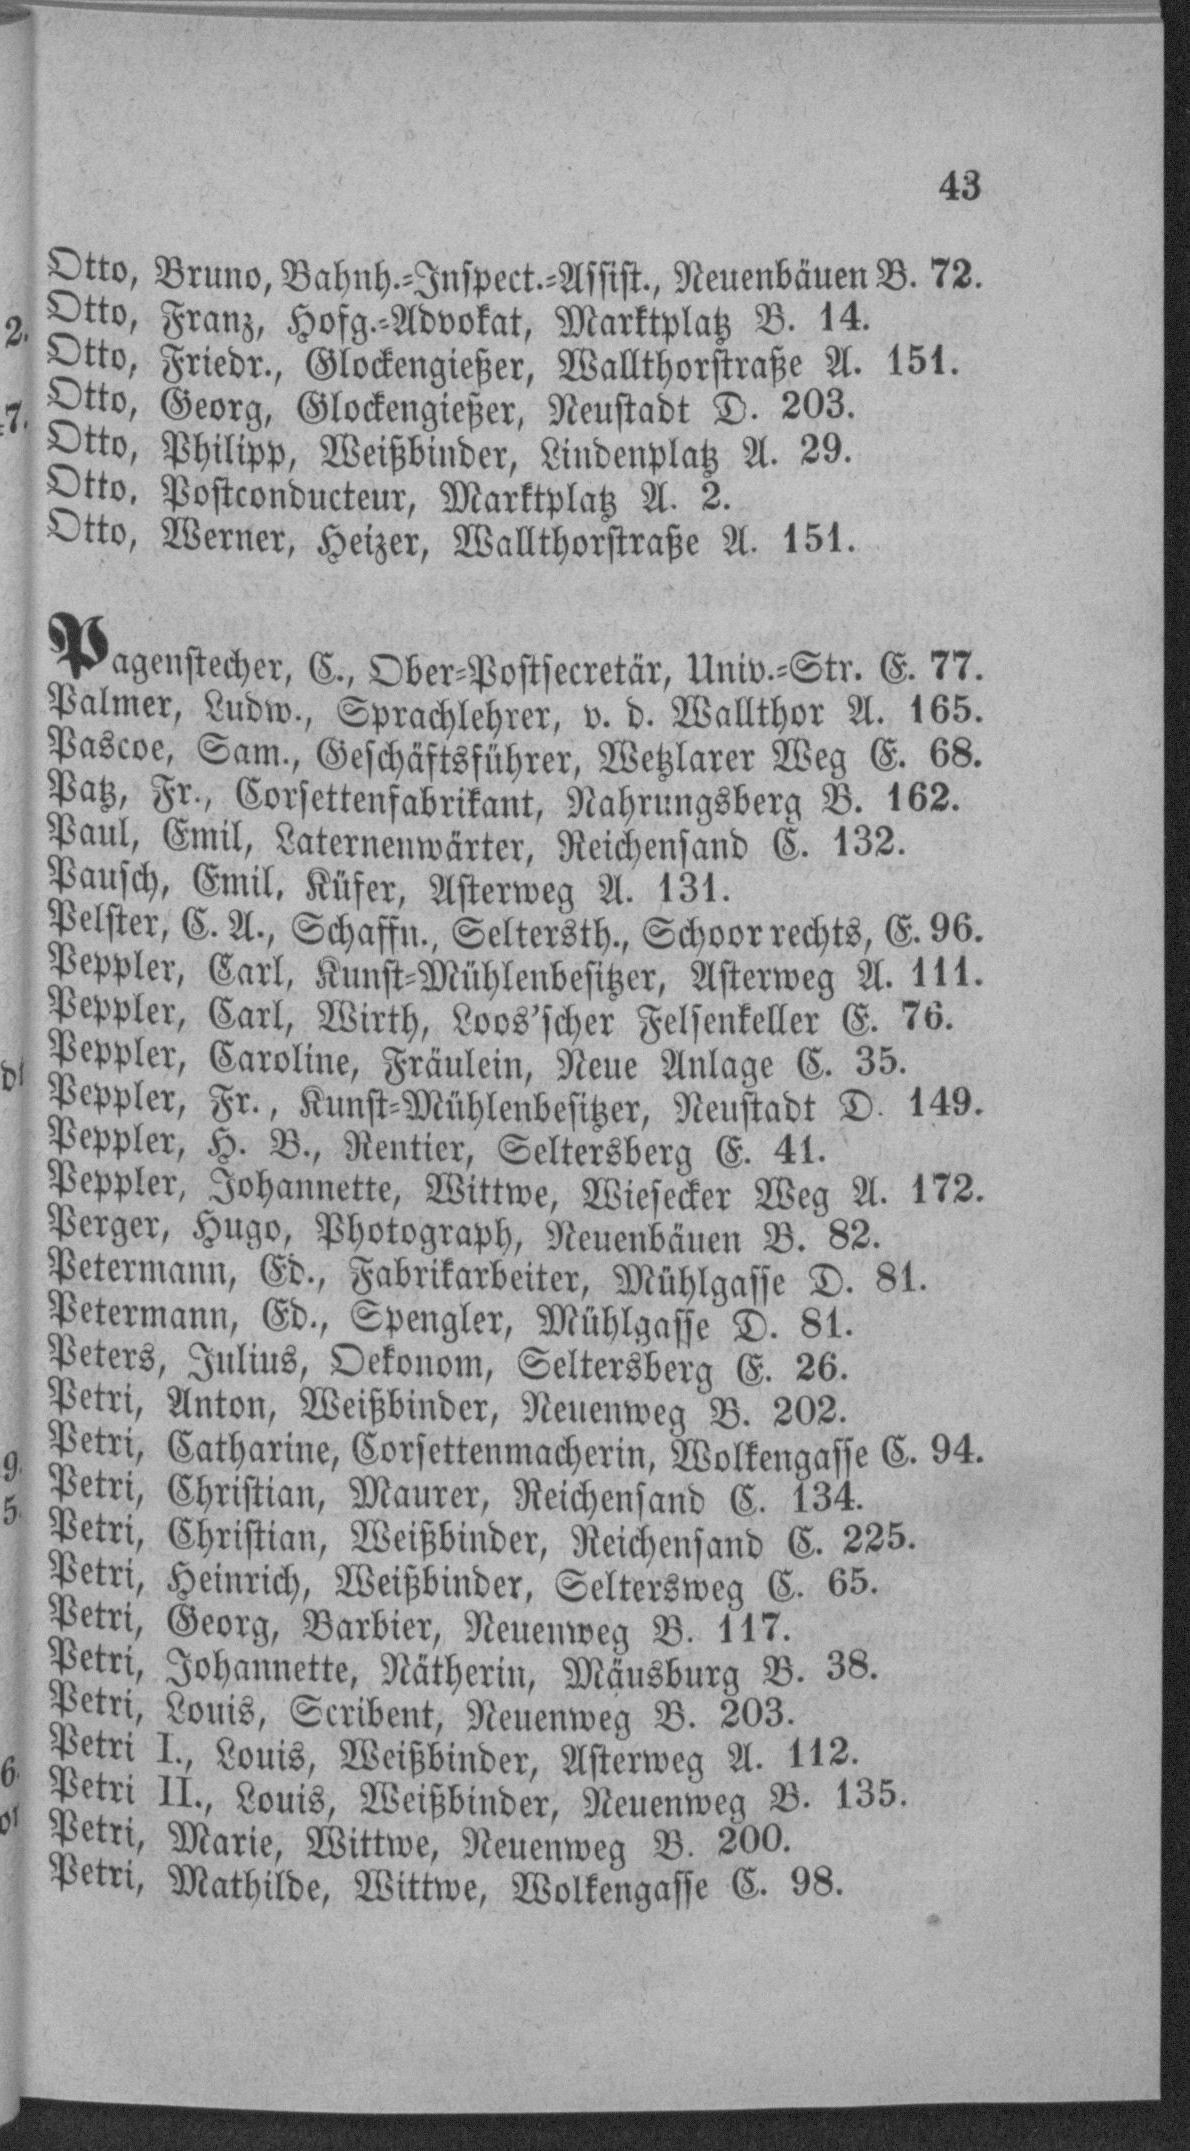 43
Otto, Bruno, Bahnh.-Inspect.-Assist., Neuenbäuen B. 72.
Otto, Franz, Hofg.-Advokat, Marktplatz B. 14.
Otto, Friedr., Glockengießer, Wallthorstraße A. 151.
Otto, Georg, Glockengießer, Neustadt D. 203.
Otto, Philipp, Weißbinder, Lindenplatz A. 29.
Otto, Postconducteur, Marktplatz A. 2.
Otto, Werner, Heizer, Wallthorstraße A. 151.
Pagenstecher, C., Ober-Postsecretär, Univ.-Str. E. 77.
Palmer, Ludw., Sprachlehrer, v. d. Wallthor A. 165.
Pascoe, Sam., Geschäftsführer, Wetzlarer Weg E. 68.
Patz, Fr., Corsettenfabrikant, Nahrungsberg B. 162.
Paul, Emil, Laternenwärter, Reichensand C. 132.
Pausch, Emil, Küfer, Asterweg A. 131.
Pelster, C. A., Schaffn.,Seltersth., Schoor rechts, E. 96.
Peppler, Carl, Kunst-Mühlenbesitzer, Asterweg A. 111.
Peppler, Carl, Wirth, Loos'scher Felsenkeller E. 76.
Peppler, Caroline, Fräulein, Neue Anlage C. 35.
Peppler, Fr., Kunst-Mühlenbesitzer, Neustadt D. 149.
Peppler, H. B., Rentier, Seltersberg E. 41.
Peppler, Johannette, Wittwe, Wiesecker Weg A. 172.
Perger, Hugo, Photograph, Neuenbäuen B. 82.
Petermann, Ed., Fabrikarbeiter, Mühlgasse D. 81.
Petermann, Ed., Spengler, Mühlgasse D. 81.
Peters, Julius, Oekonom, Seltersberg E. 26.
Petri, Anton, Weißbinder, Neuenweg B. 202.
Petri, Catharine, Corsettenmacherin, Wolkengasse C. 94.
Petri, Christian, Maurer, Reichensand C. 134.
Petri, Christian, Weißbinder, Reichensand C. 225.
Petri, Heinrich, Weißbinder, Seltersweg C. 65.
Petri, Georg, Barbier, Neuenweg B. 117.
Petri, Johannette, Nätherin, Mäusburg B. 38.
Petri, Louis, Scribent, Neuenweg B. 203.
Petri I., Louis, Weißbinder, Asterweg A. 112.
Petri II., Louis, Weißbinder, Neuenweg B. 135.
Petri, Marie, Wittwe, Neuenweg B. 200.
Petri, Mathilde, Wittwe, Wolkengasse C. 98.